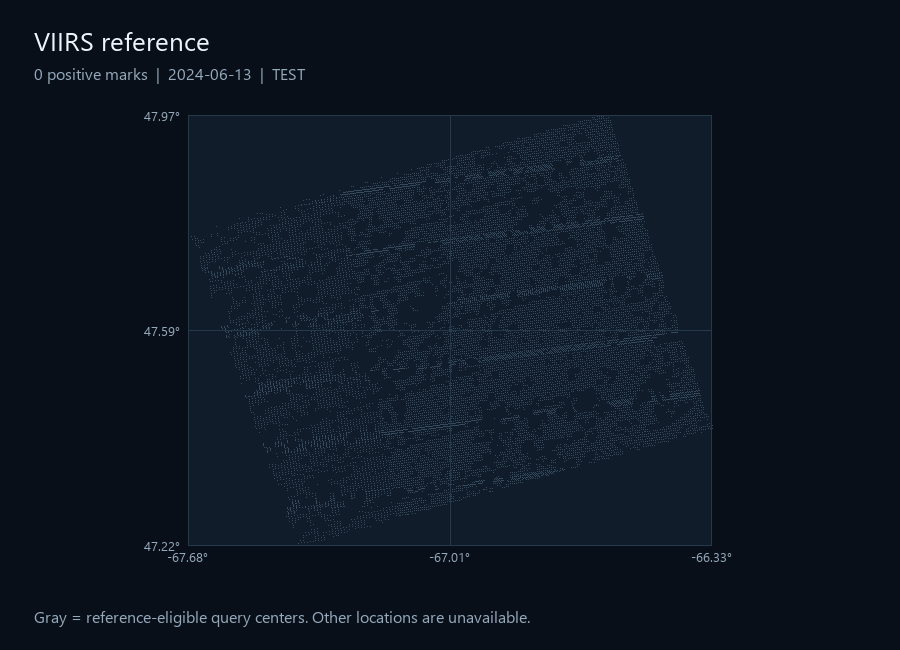 VIIRS reference
0 positive marks | 2024-06-13 | TEST
47.97°
47.59°
47.22°
-67.68°
-67.01°
-66.33°
Gray = reference-eligible query centers. Other locations are unavailable.